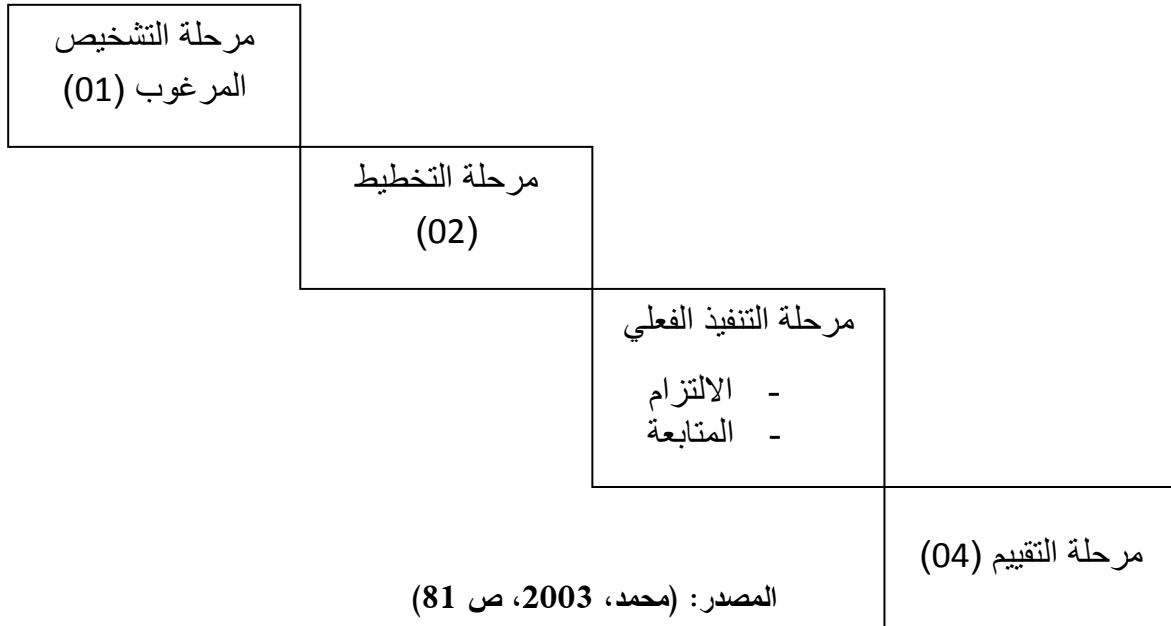 مرحلة التشخيص
المرغوب (01)
مرحلة التخطيط
(02)
مرحلة التنفيذ الفعلي
- الالتزام
- المتابعة
مرحلة التقييم (04)
المصدر: (محمد، 2003، ص 81)